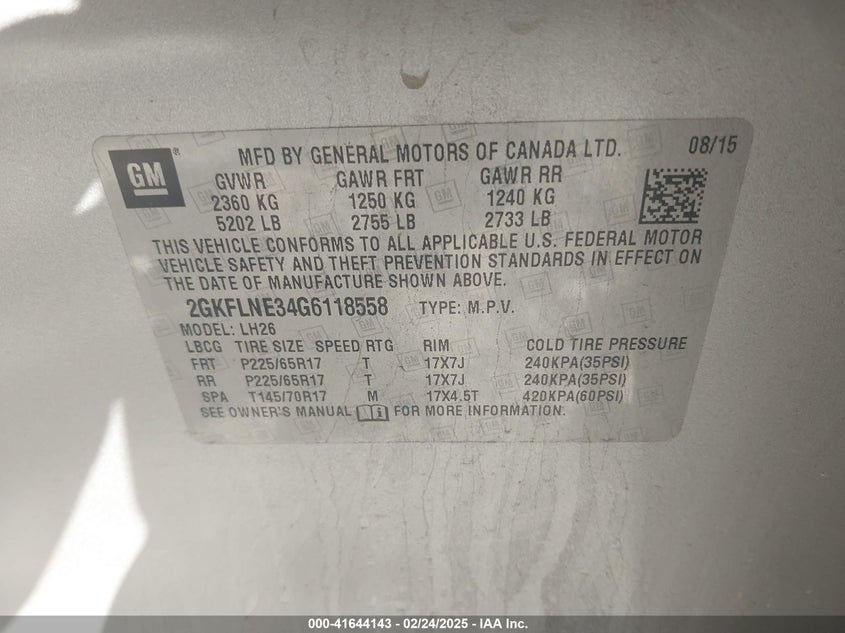 GM ® MFD BY GENERAL MOTORS OF CANADA LTD. 08/15
GVWR GAWR FRT GAWR RR
2360 KG 1250 KG 1240 KG
5202 LB 2755 LB 2733 LB
THIS VEHICLE CONFORMS TO ALL APPLICABLE U.S. FEDERAL MOTOR
VEHICLE SAFETY AND THEFT PREVENTION STANDARDS IN EFFECT ON
THE DATE OF MANUFACTURE SHOWN ABOVE.
2GKFLNE34G6118558 TYPE: M.P.V.
MODEL: LH26
LBCG TIRE SIZE SPEED RTG RIM COLD TIRE PRESSURE
FRT P225/65R17 T 17X7J 240KPA(35PSI)
RR P225/65R17 T 17X7J 240KPA(35PSI)
SPA T145/70R17 M 17X4.5T 420KPA(60PSI)
SEE OWNER'S MANUAL i FOR MORE INFORMATION.
000-41644143 - 02/24/2025 - IAA Inc.